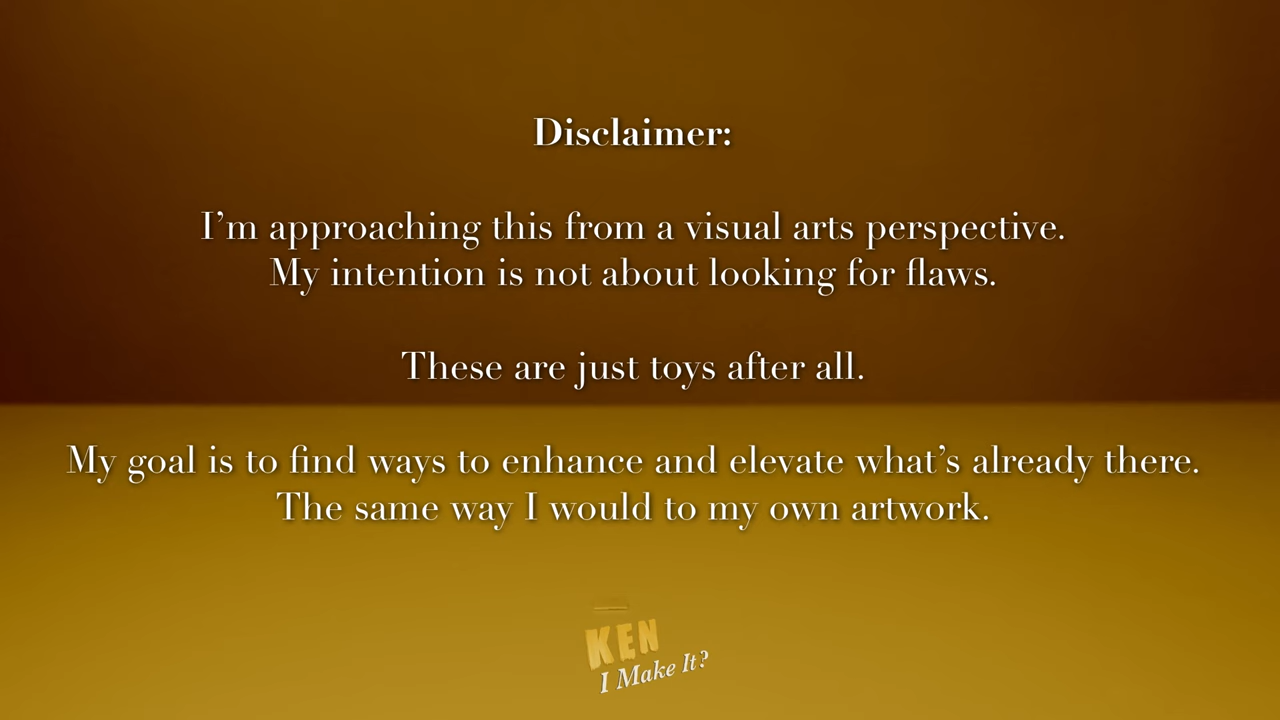 Disclaimer:
I’m approaching this from a visual arts perspective.
My intention is not about looking for flaws.
These are just toys after all.
My goal is to find ways to enhance and elevate what’s already there.
The same way I would to my own artwork.
KEN
I Make It?